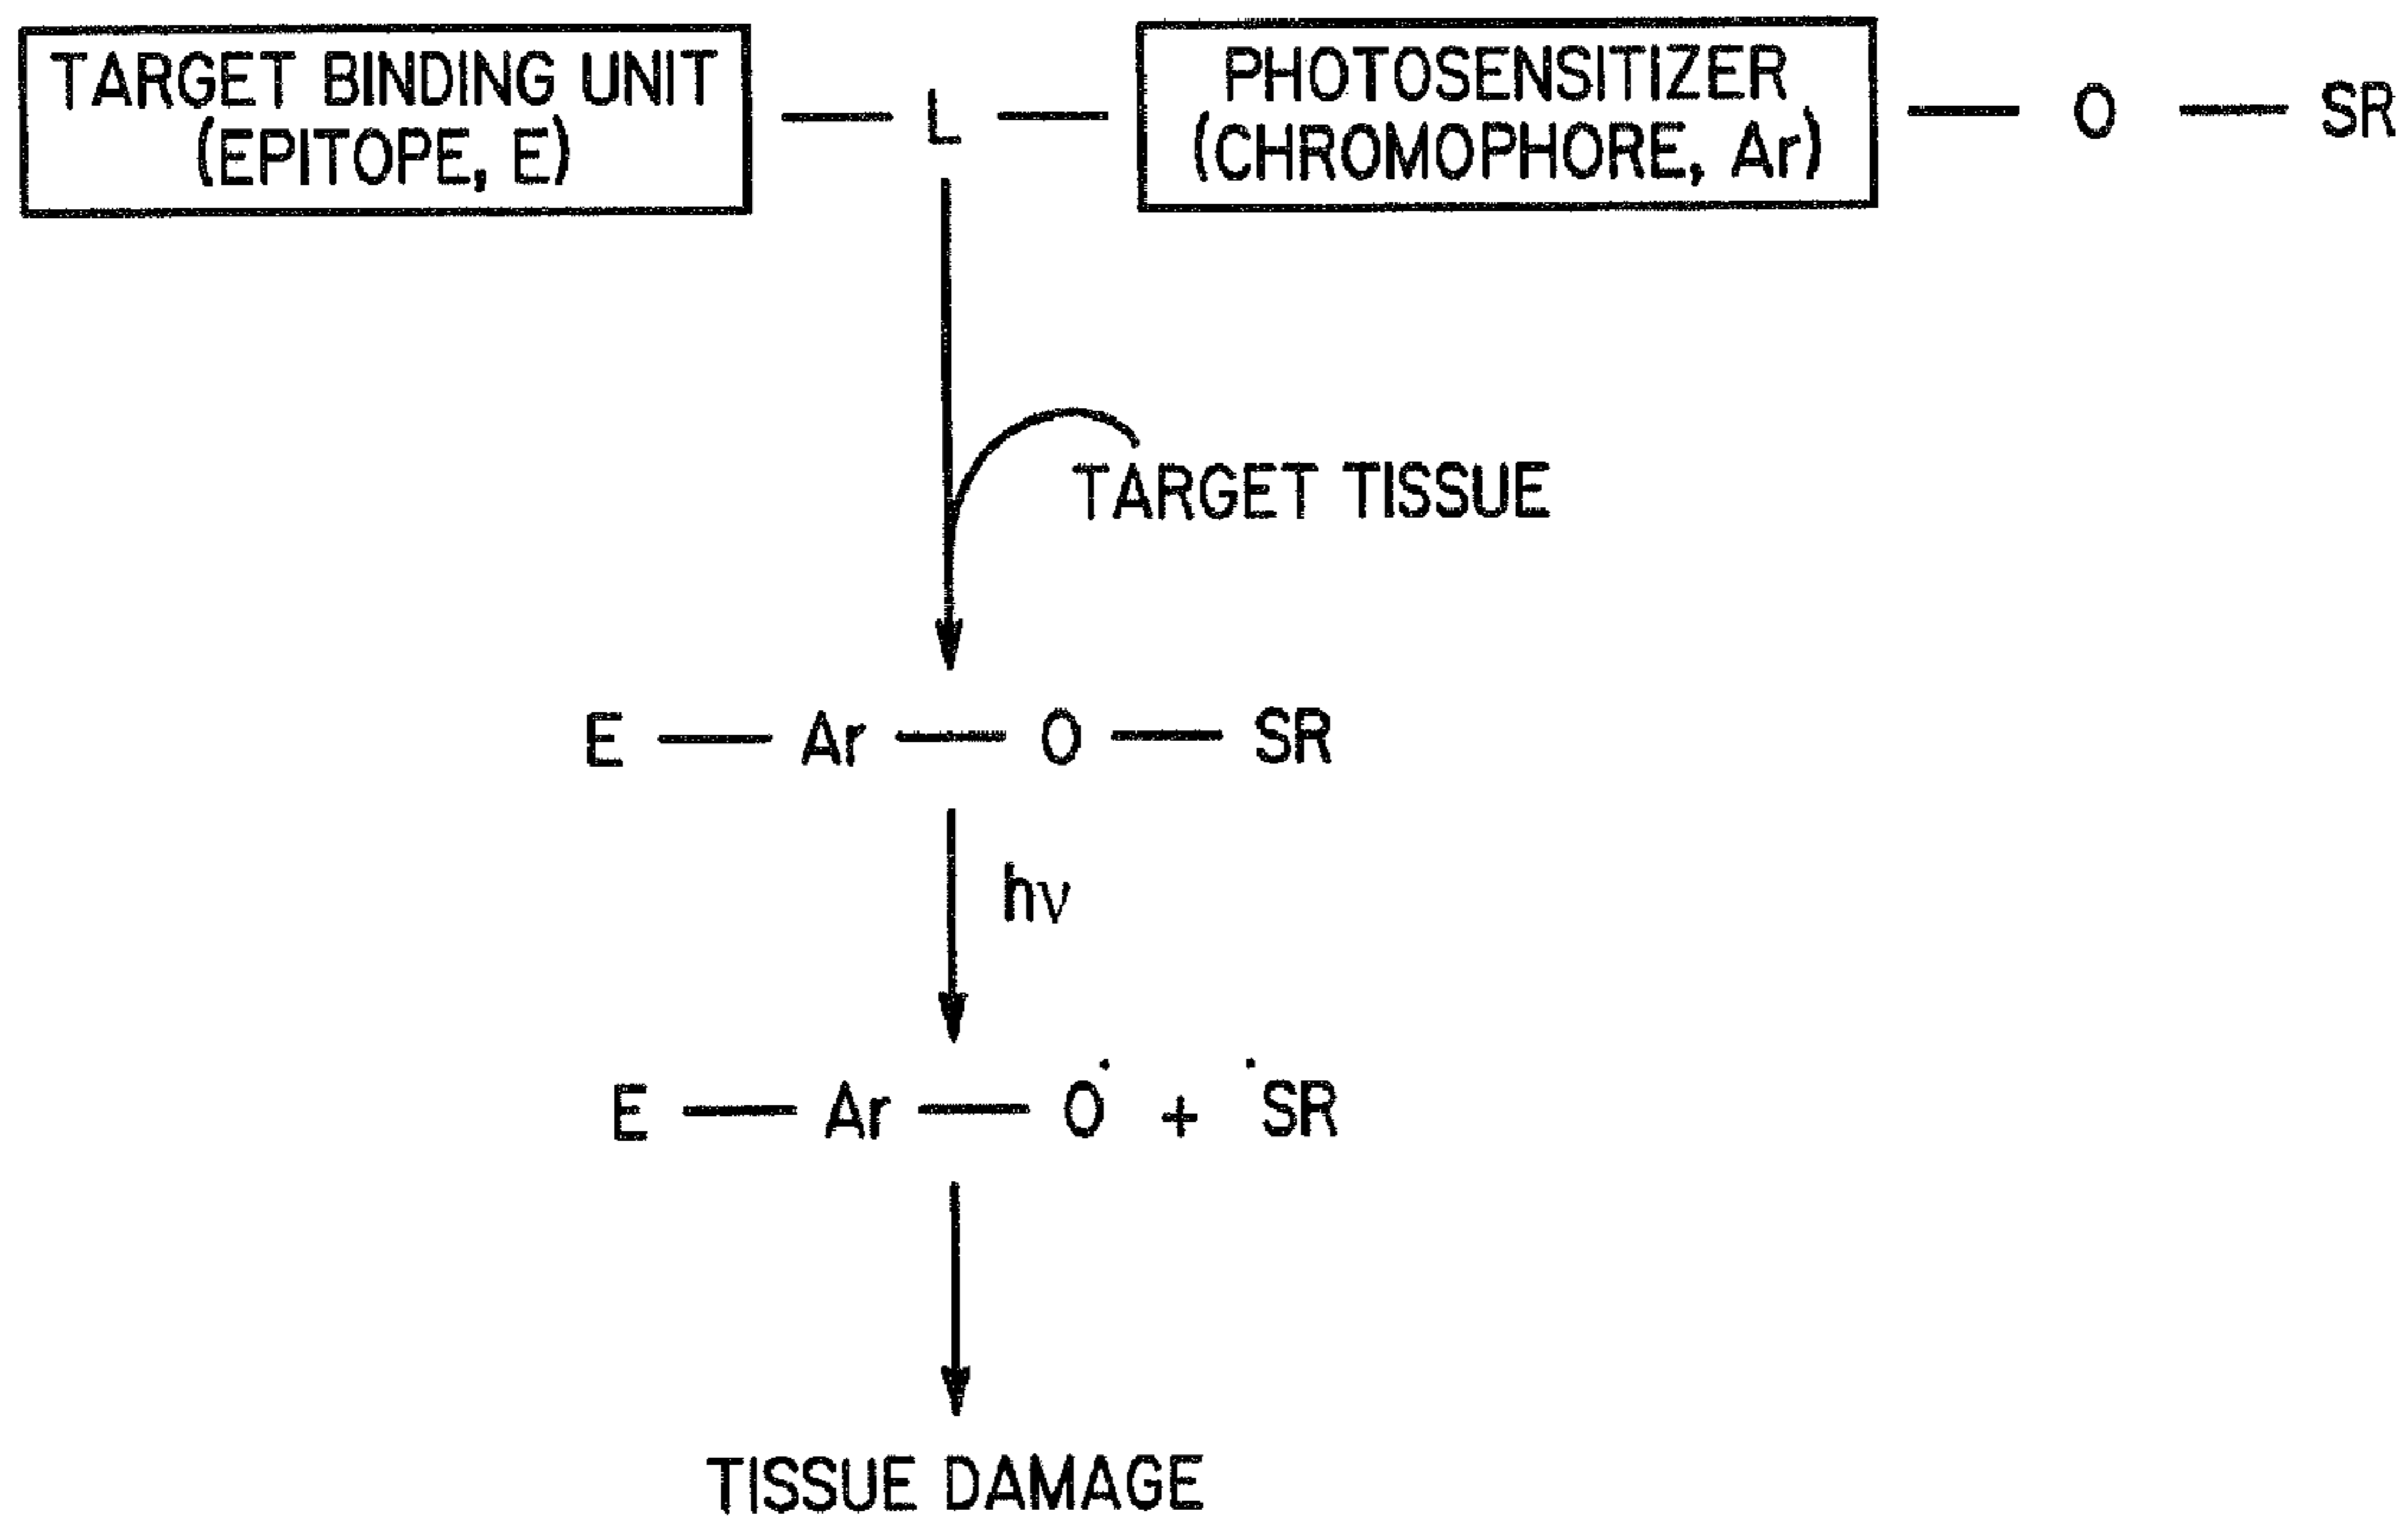 TARGET BINDING UNIT
(EPITOPE, E)
— L —
PHOTOSENSITIZER
(CHROMOPHORE, Ar)
— O — SR
TARGET TISSUE
E — Ar — O — SR
hν
E — Ar — O˙ + ˙SR
TISSUE DAMAGE